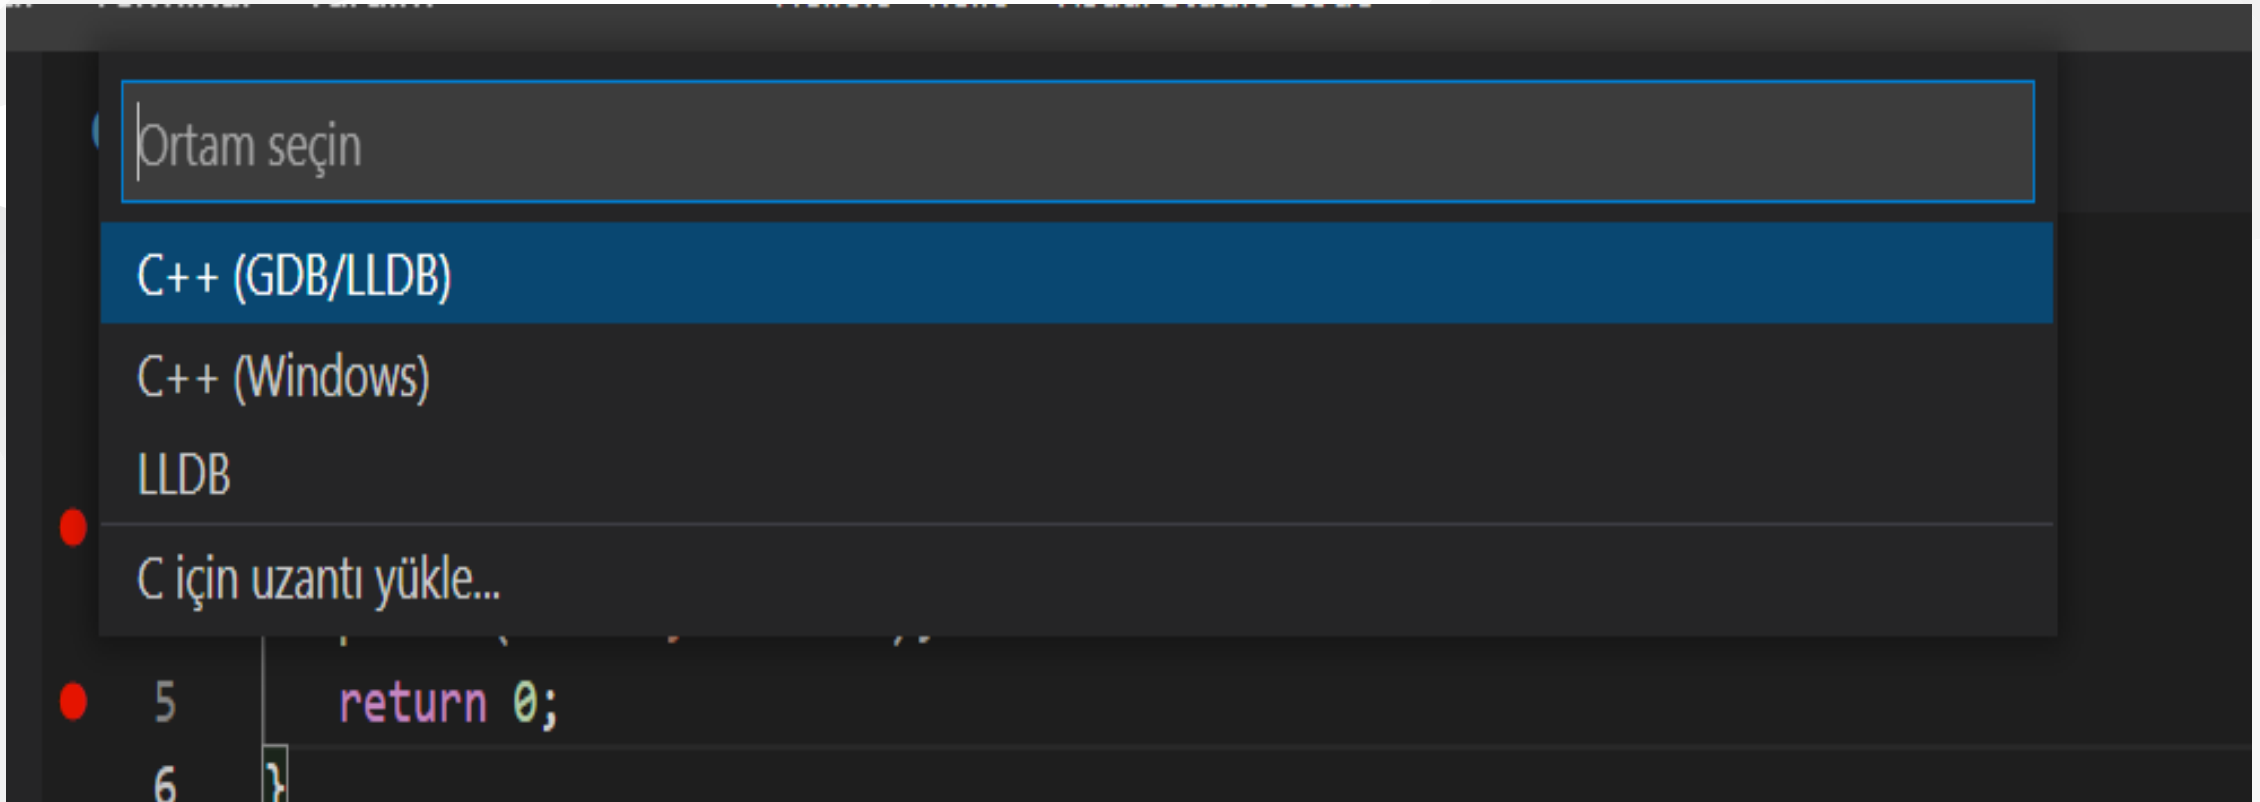 Ortam seçin
C++ (GDB/LLDB)
C++ (Windows)
LLDB
C için uzantı yükle...
5 return 0;
6 }